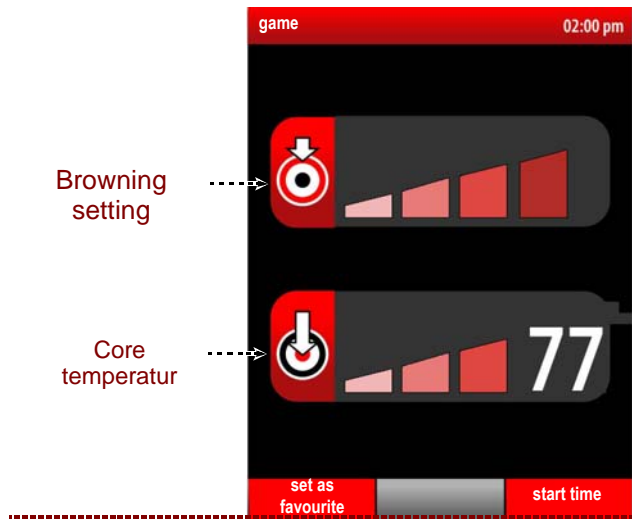 game 02:00 pm
Browning
setting
Core
temperatur
77
set as
favourite
start time